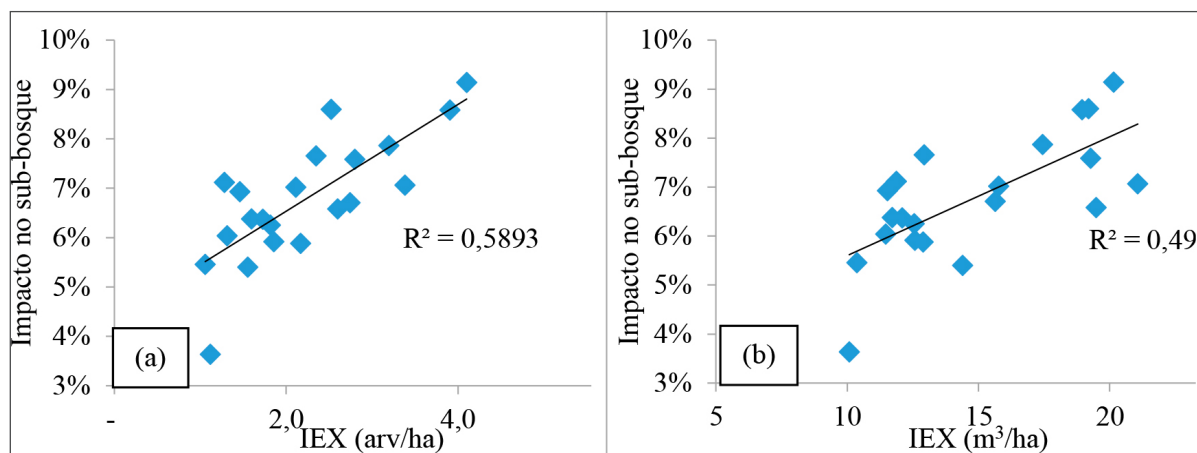 Impacto no sub-bosque
10%
9%
8%
7%
6%
5%
4%
3%
R² = 0,5893
(a)
-
2,0
4,0
IEX (arv/ha)
Impacto no sub-bosque
10%
9%
8%
7%
6%
5%
4%
3%
R² = 0,49
(b)
5
10
15
20
IEX (m³/ha)